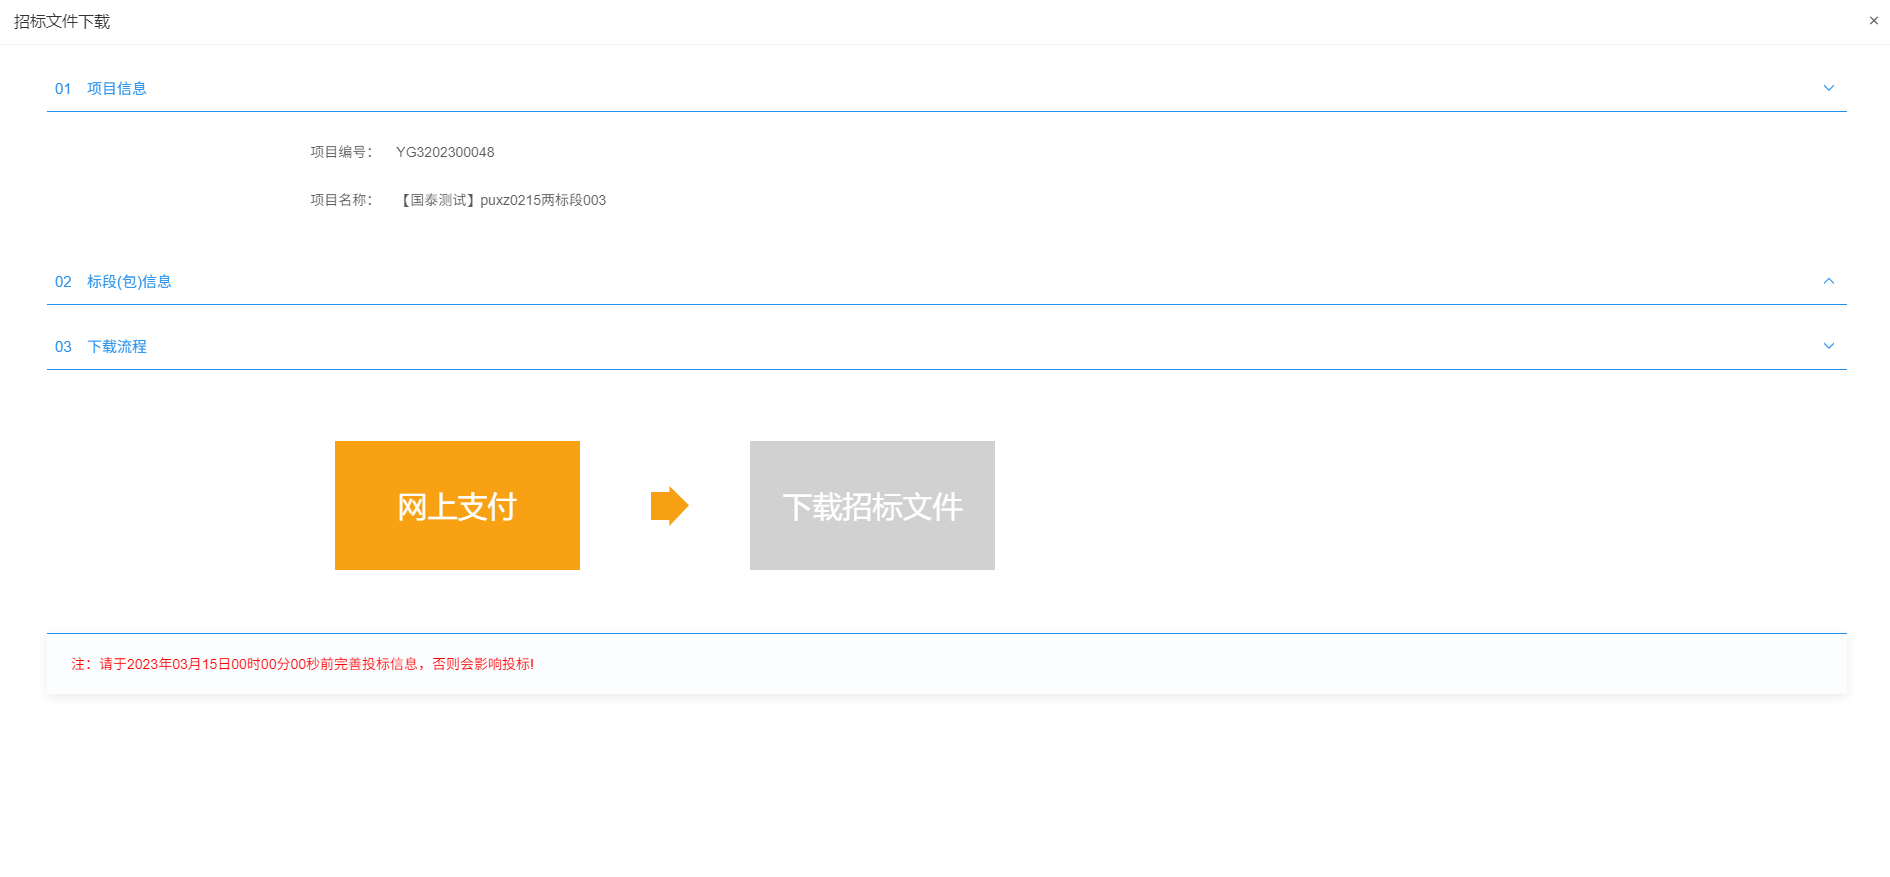 招标文件下载
×
01 项目信息
项目编号： YG3202300048
项目名称： 【国泰测试】puxz0215两标段003
02 标段(包)信息
03 下载流程
网上支付
下载招标文件
注：请于2023年03月15日00时00分00秒前完善投标信息，否则会影响投标!